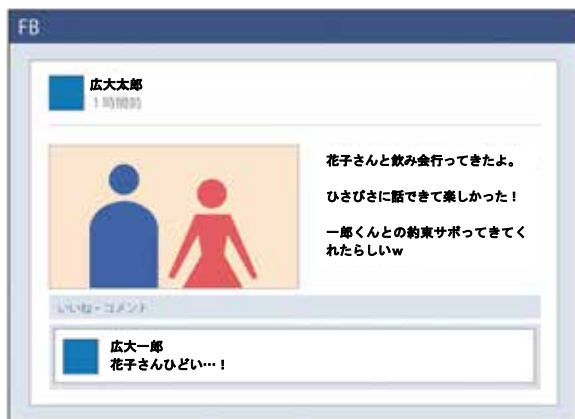 FB
広大太郎
1時間前
花子さんと飲み会行ってきたよ。
ひさびさに話できて楽しかった！
一郎くんとの約束サボってきてく
れたらしいｗ
いいね・コメント
広大一郎
花子さんひどい…！